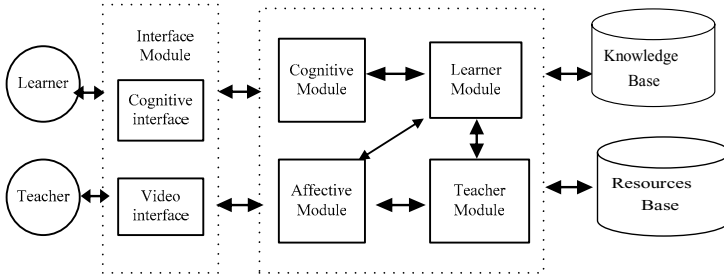 Learner
Teacher
Interface
Module
Cognitive
interface
Video
interface
Cognitive
Module
Learner
Module
Affective
Module
Teacher
Module
Knowledge
Base
Resources
Base